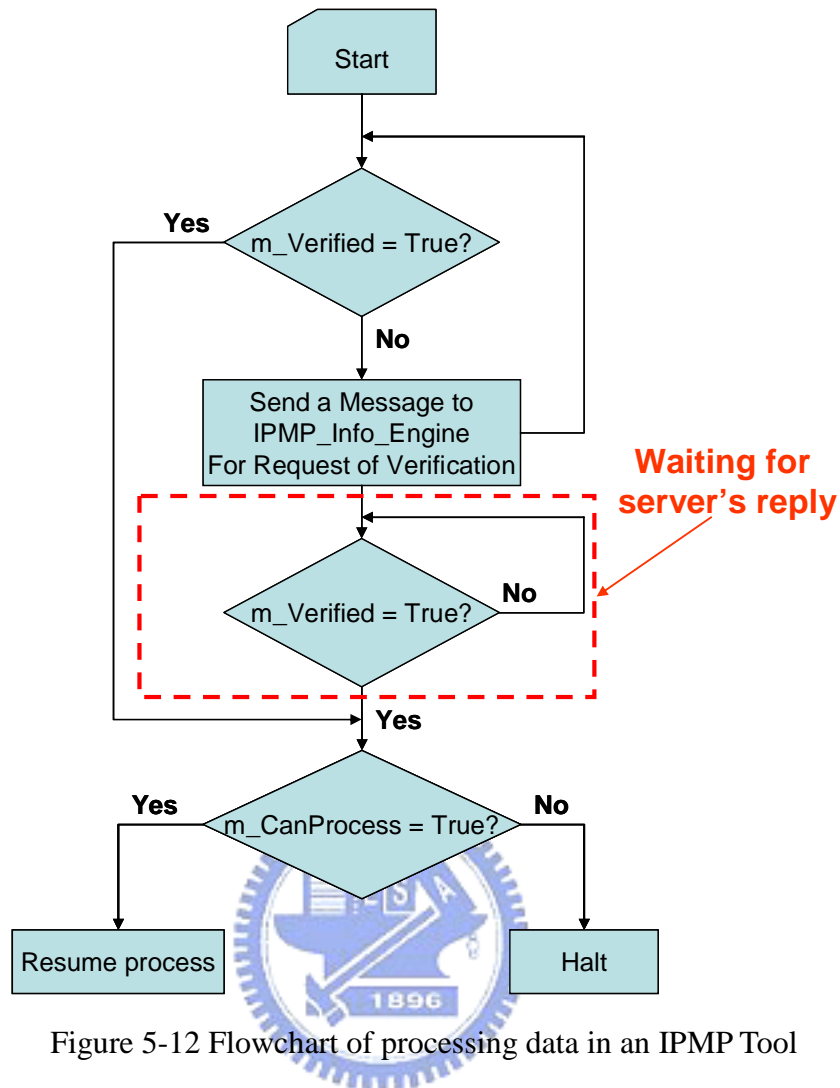 Start
Yes
m_Verified = True?
No
Send a Message to
IPMP_Info_Engine
For Request of Verification
Waiting for
server's reply
m_Verified = True?
No
Yes
Yes
m_CanProcess = True?
No
E S A
Resume process
Halt
1896
Figure 5-12 Flowchart of processing data in an IPMP Tool